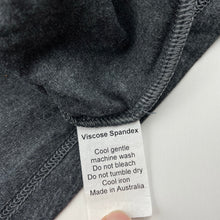 Viscose Spandex
Cool gentle
machine wash
Do not bleach
Do not tumble dry
Cool iron
Made in Australia